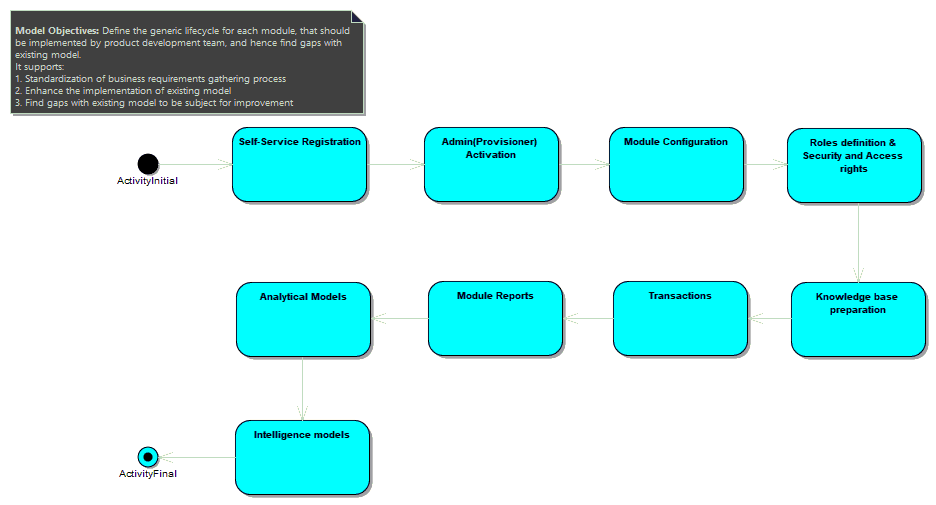 Model Objectives: Define the generic lifecycle for each module, that should
be implemented by product development team, and hence find gaps with
existing model.
It supports:
1. Standardization of business requirements gathering process
2. Enhance the implementation of existing model
3. Find gaps with existing model to be subject for improvement
ActivityInitial
Self-Service Registration
Admin(Provisioner)
Activation
Module Configuration
Roles definition &
Security and Access
rights
Analytical Models
Module Reports
Transactions
Knowledge base
preparation
Intelligence models
ActivityFinal